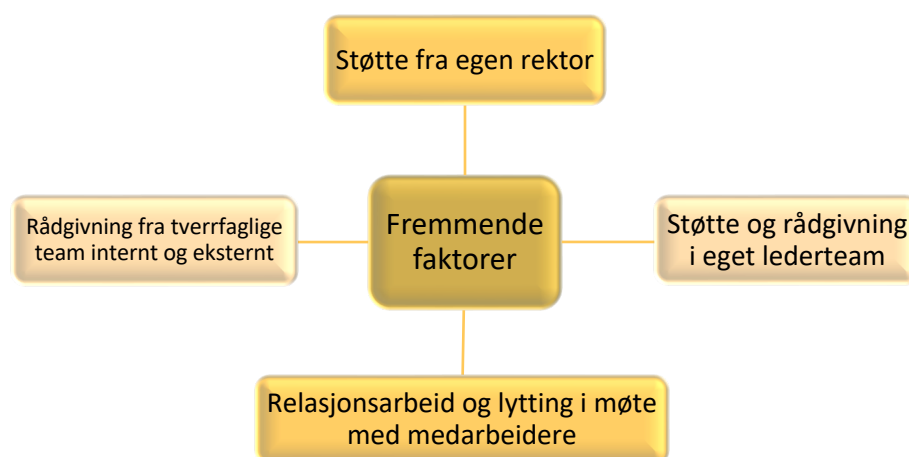 Støtte fra egen rektor
Rådgivning fra tverrfaglige
team internt og eksternt
Fremmende
faktorer
Støtte og rådgivning
i eget lederteam
Relasjonsarbeid og lytting i møte
med medarbeidere